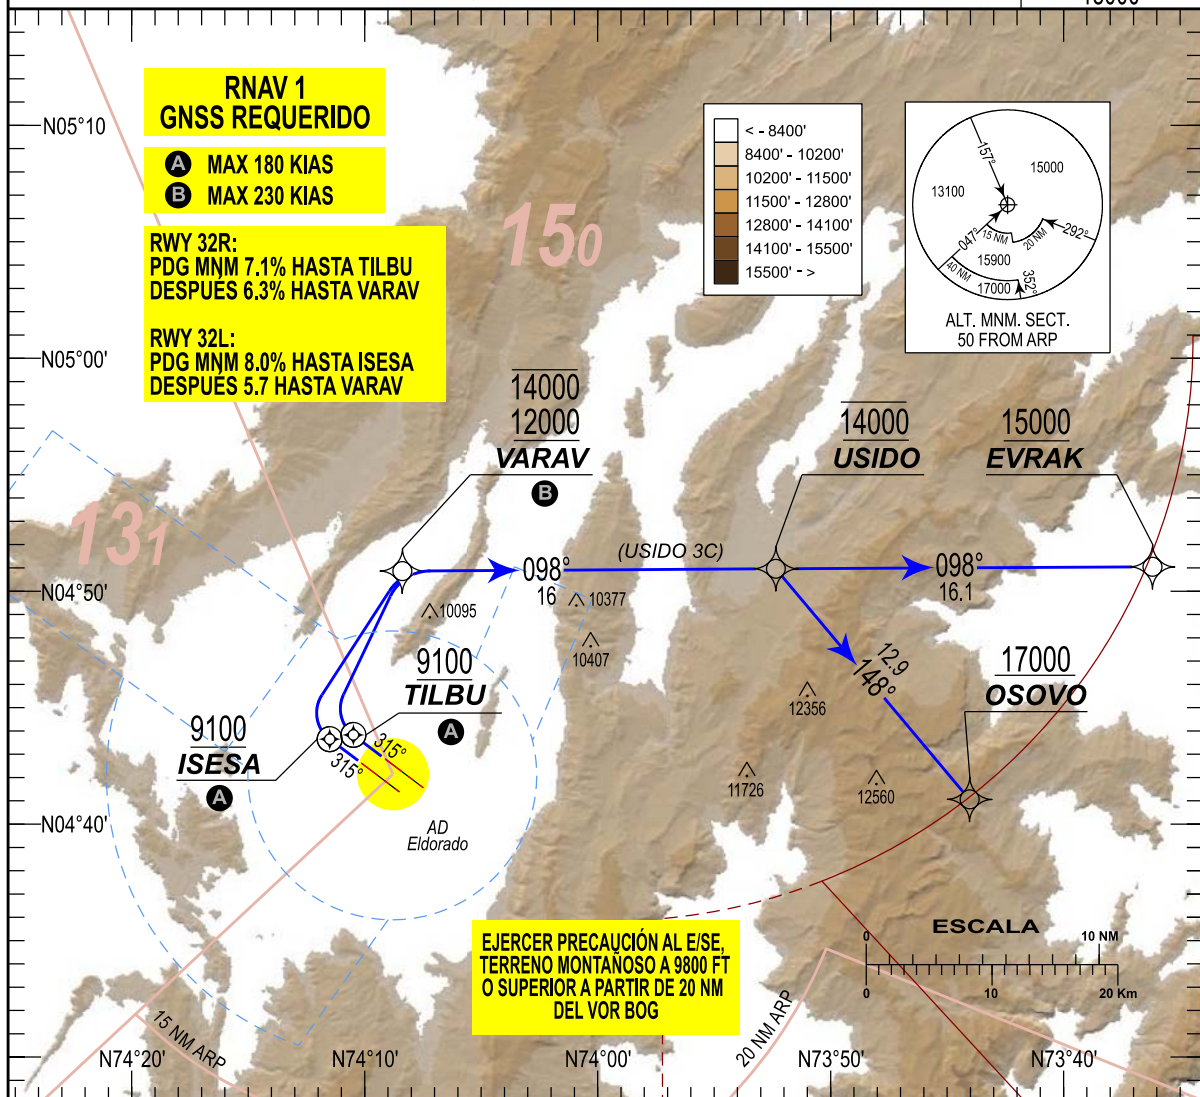 RNAV 1
GNSS REQUERIDO
A MAX 180 KIAS
B MAX 230 KIAS
RWY 32R:
PDG MNM 7.1% HASTA TILBU
DESPUÉS 6.3% HASTA VARAV
RWY 32L:
PDG MNM 8.0% HASTA ISESA
DESPUÉS 5.7 HASTA VARAV
< - 8400'
8400' - 10200'
10200' - 11500'
11500' - 12800'
12800' - 14100'
14100' - 15500'
15500' - >
157°
15000
13100
047°
15 NM
20 NM
292°
15900
40 NM
17000
352°
ALT. MNM. SECT.
50 FROM ARP
N05°10'
N05°00'
N04°50'
N04°40'
150
131
14000
12000
VARAV
B
14000
USIDO
15000
EVRAK
(USIDO 3C)
098°
16
098°
16.1
10095
10377
10407
9100
TILBU
A
12.9
148°
17000
OSOVO
12356
11726
12560
9100
ISESA
A
315°
315°
AD
Eldorado
EJERCER PRECAUCIÓN AL E/SE,
TERRENO MONTAÑOSO A 9800 FT
O SUPERIOR A PARTIR DE 20 NM
DEL VOR BOG
ESCALA
0
10 NM
0
10
20 Km
15 NM ARP
20 NM ARP
N74°20'
N74°10'
N74°00'
N73°50'
N73°40'